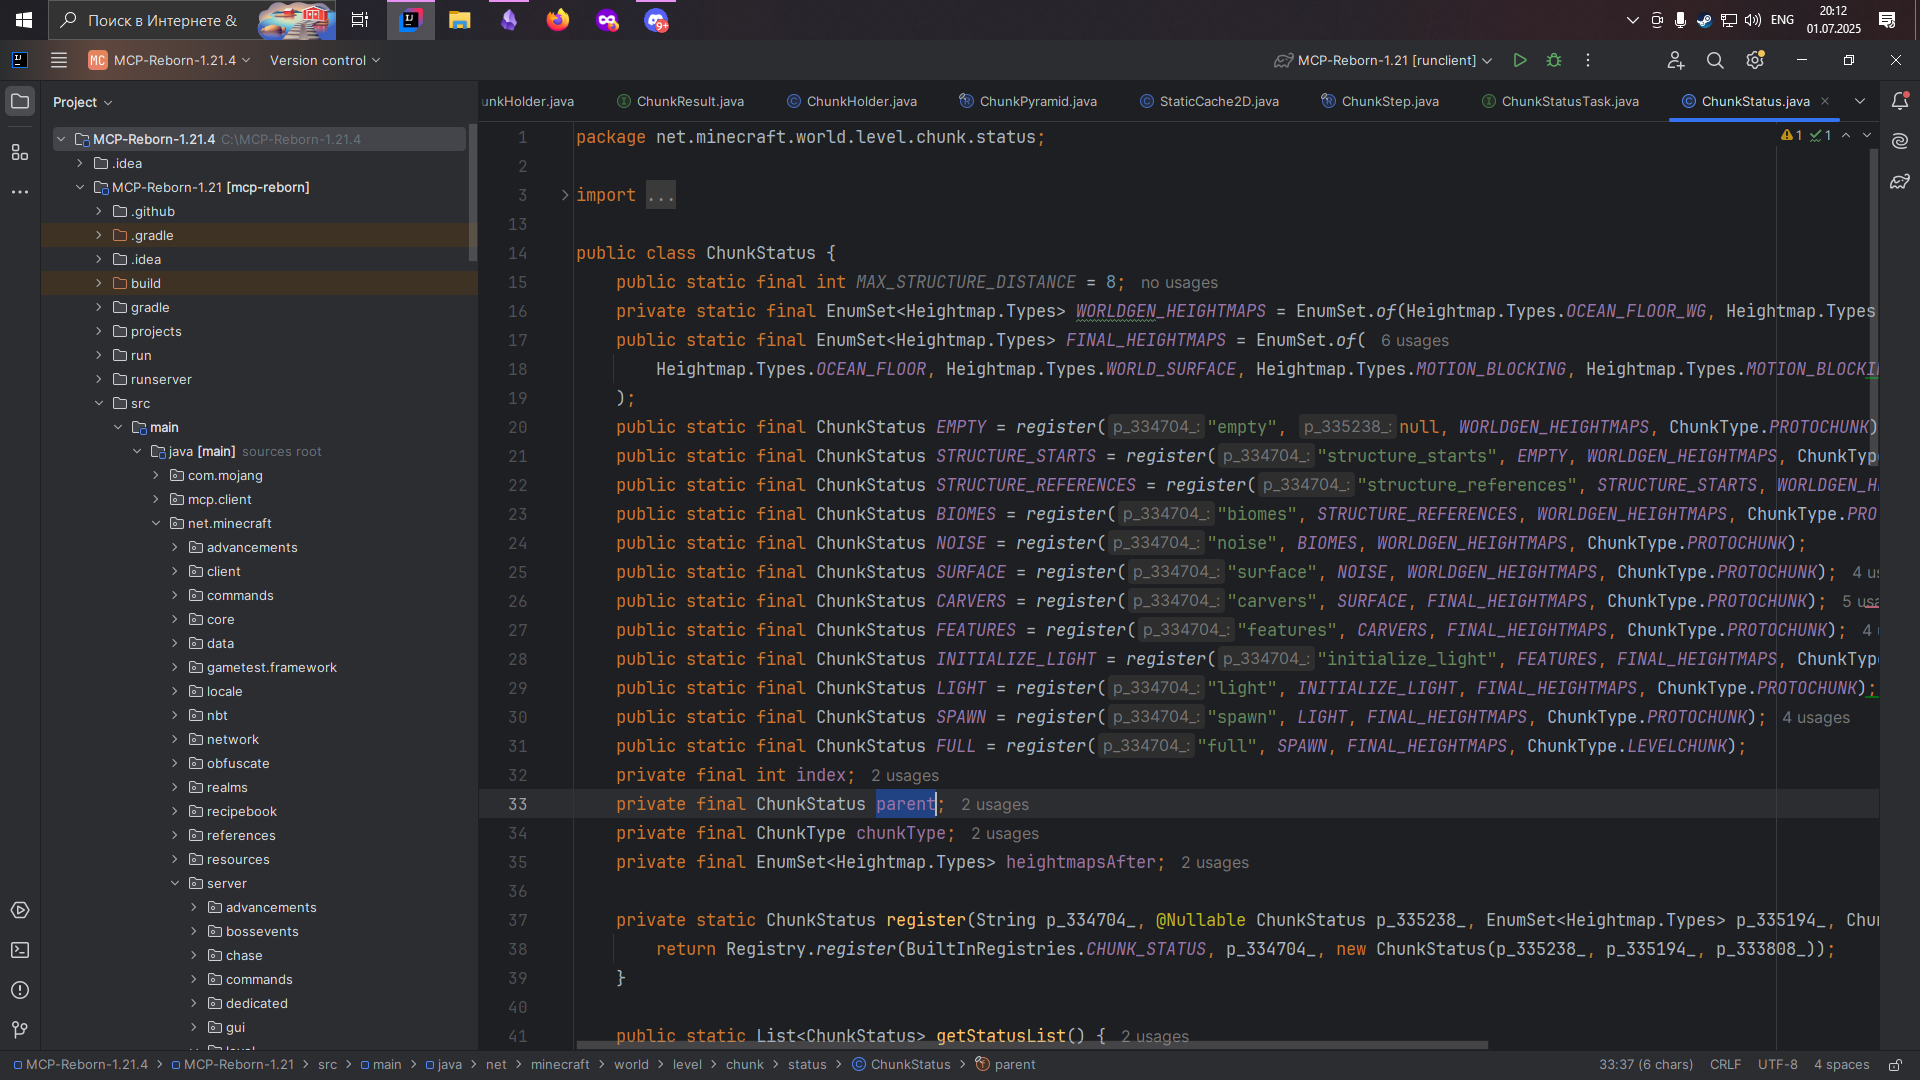 Поиск в Интернете &
9+
ENG
20:12
01.07.2025
MC MCP-Reborn-1.21.4
Version control
MCP-Reborn-1.21 [runclient]
Project
unkHolder.java
ChunkResult.java
ChunkHolder.java
ChunkPyramid.java
StaticCache2D.java
ChunkStep.java
ChunkStatusTask.java
ChunkStatus.java
MCP-Reborn-1.21.4 C:\MCP-Reborn-1.21.4
.idea
MCP-Reborn-1.21 [mcp-reborn]
.github
.gradle
.idea
build
gradle
projects
run
runserver
src
main
java [main] sources root
com.mojang
mcp.client
net.minecraft
advancements
client
commands
core
data
gametest.framework
locale
nbt
network
obfuscate
realms
recipebook
references
resources
server
advancements
bossevents
chase
commands
dedicated
gui
1 package net.minecraft.world.level.chunk.status;
1 1
2
3 import ...
13
14 public class ChunkStatus {
15 public static final int MAX_STRUCTURE_DISTANCE = 8; no usages
16 private static final EnumSet<Heightmap.Types> WORLDGEN_HEIGHTMAPS = EnumSet.of(Heightmap.Types.OCEAN_FLOOR_WG, Heightmap.Types
17 public static final EnumSet<Heightmap.Types> FINAL_HEIGHTMAPS = EnumSet.of( 6 usages
18 Heightmap.Types.OCEAN_FLOOR, Heightmap.Types.WORLD_SURFACE, Heightmap.Types.MOTION_BLOCKING, Heightmap.Types.MOTION_BLOCKI
19 );
20 public static final ChunkStatus EMPTY = register( p_334704_: "empty", p_335238_: null, WORLDGEN_HEIGHTMAPS, ChunkType.PROTOCHUNK)
21 public static final ChunkStatus STRUCTURE_STARTS = register( p_334704_: "structure_starts", EMPTY, WORLDGEN_HEIGHTMAPS, ChunkTyp
22 public static final ChunkStatus STRUCTURE_REFERENCES = register( p_334704_: "structure_references", STRUCTURE_STARTS, WORLDGEN_H
23 public static final ChunkStatus BIOMES = register( p_334704_: "biomes", STRUCTURE_REFERENCES, WORLDGEN_HEIGHTMAPS, ChunkType.PRO
24 public static final ChunkStatus NOISE = register( p_334704_: "noise", BIOMES, WORLDGEN_HEIGHTMAPS, ChunkType.PROTOCHUNK);
25 public static final ChunkStatus SURFACE = register( p_334704_: "surface", NOISE, WORLDGEN_HEIGHTMAPS, ChunkType.PROTOCHUNK); 4 us
26 public static final ChunkStatus CARVERS = register( p_334704_: "carvers", SURFACE, FINAL_HEIGHTMAPS, ChunkType.PROTOCHUNK); 5 usa
27 public static final ChunkStatus FEATURES = register( p_334704_: "features", CARVERS, FINAL_HEIGHTMAPS, ChunkType.PROTOCHUNK); 4
28 public static final ChunkStatus INITIALIZE_LIGHT = register( p_334704_: "initialize_light", FEATURES, FINAL_HEIGHTMAPS, ChunkTyp
29 public static final ChunkStatus LIGHT = register( p_334704_: "light", INITIALIZE_LIGHT, FINAL_HEIGHTMAPS, ChunkType.PROTOCHUNK);
30 public static final ChunkStatus SPAWN = register( p_334704_: "spawn", LIGHT, FINAL_HEIGHTMAPS, ChunkType.PROTOCHUNK); 4 usages
31 public static final ChunkStatus FULL = register( p_334704_: "full", SPAWN, FINAL_HEIGHTMAPS, ChunkType.LEVELCHUNK);
32 private final int index; 2 usages
33 private final ChunkStatus parent; 2 usages
34 private final ChunkType chunkType; 2 usages
35 private final EnumSet<Heightmap.Types> heightmapsAfter; 2 usages
36
37 private static ChunkStatus register(String p_334704_, @Nullable ChunkStatus p_335238_, EnumSet<Heightmap.Types> p_335194_, Chu
38 return Registry.register(BuiltInRegistries.CHUNK_STATUS, p_334704_, new ChunkStatus(p_335238_, p_335194_, p_333808_));
39 }
40
41 public static List<ChunkStatus> getStatusList() { 2 usages
MCP-Reborn-1.21.4 > MCP-Reborn-1.21 > src > main > java > net > minecraft > world > level > chunk > status > ChunkStatus > parent
33:37 (6 chars) CRLF UTF-8 4 spaces